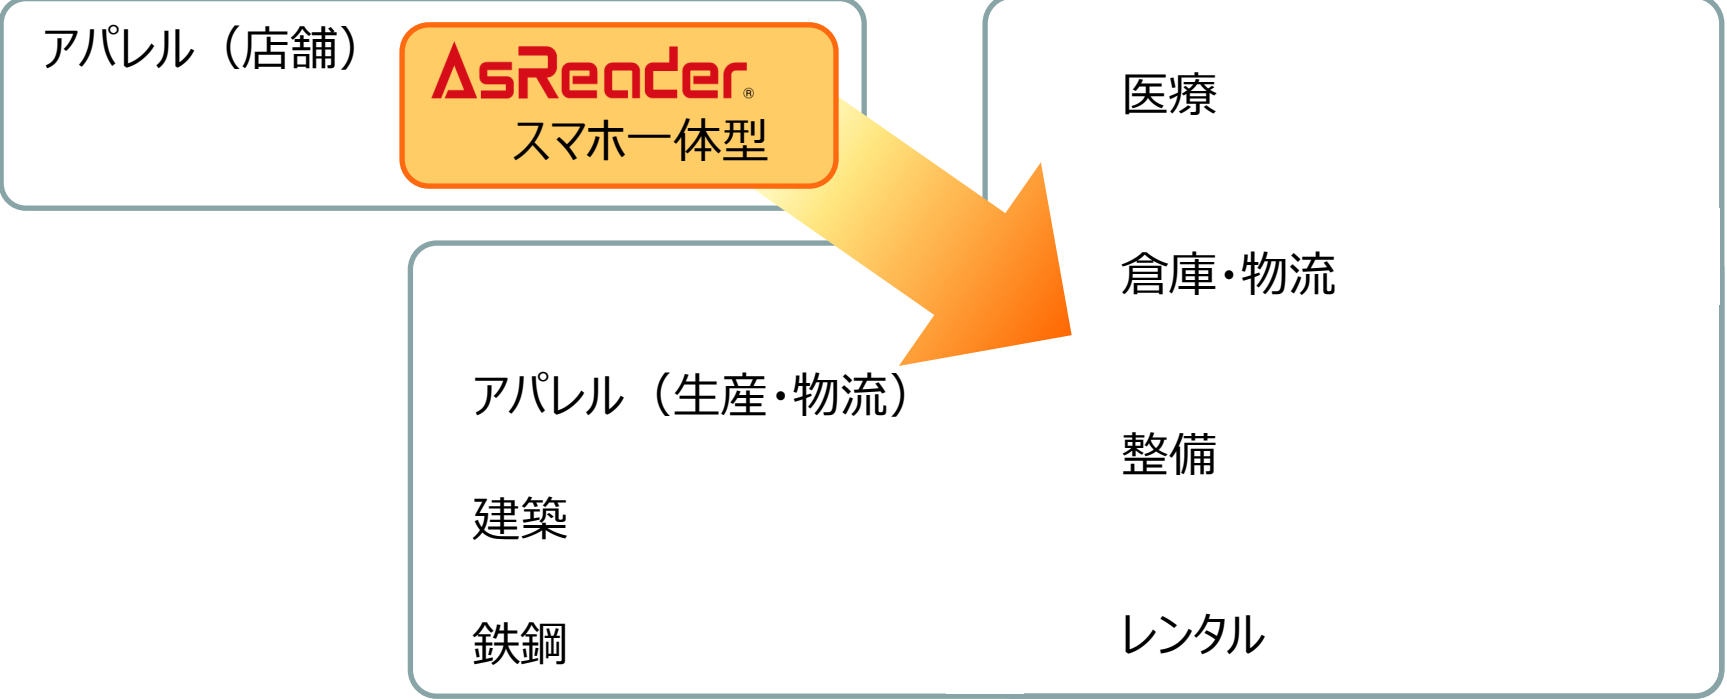 アパレル（店舗）
AsReader®
スマホ一体型
アパレル（生産・物流）
建築
鉄鋼
医療
倉庫・物流
整備
レンタル